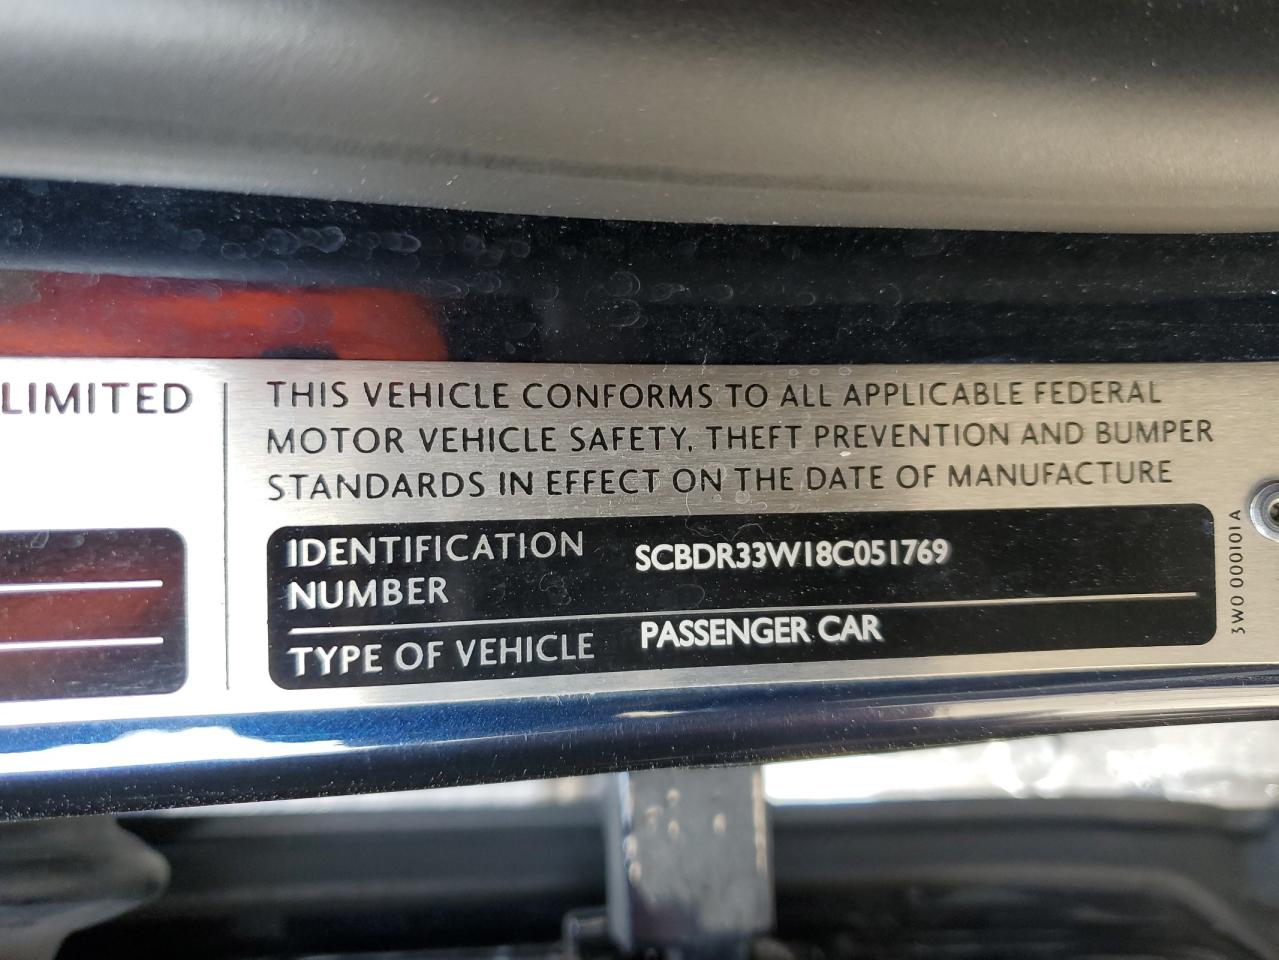 LIMITED
THIS VEHICLE CONFORMS TO ALL APPLICABLE FEDERAL
MOTOR VEHICLE SAFETY, THEFT PREVENTION AND BUMPER
STANDARDS IN EFFECT ON THE DATE OF MANUFACTURE
IDENTIFICATION
NUMBER
SCBDR33W18C051769
TYPE OF VEHICLE
PASSENGER CAR
3W0 000101 A